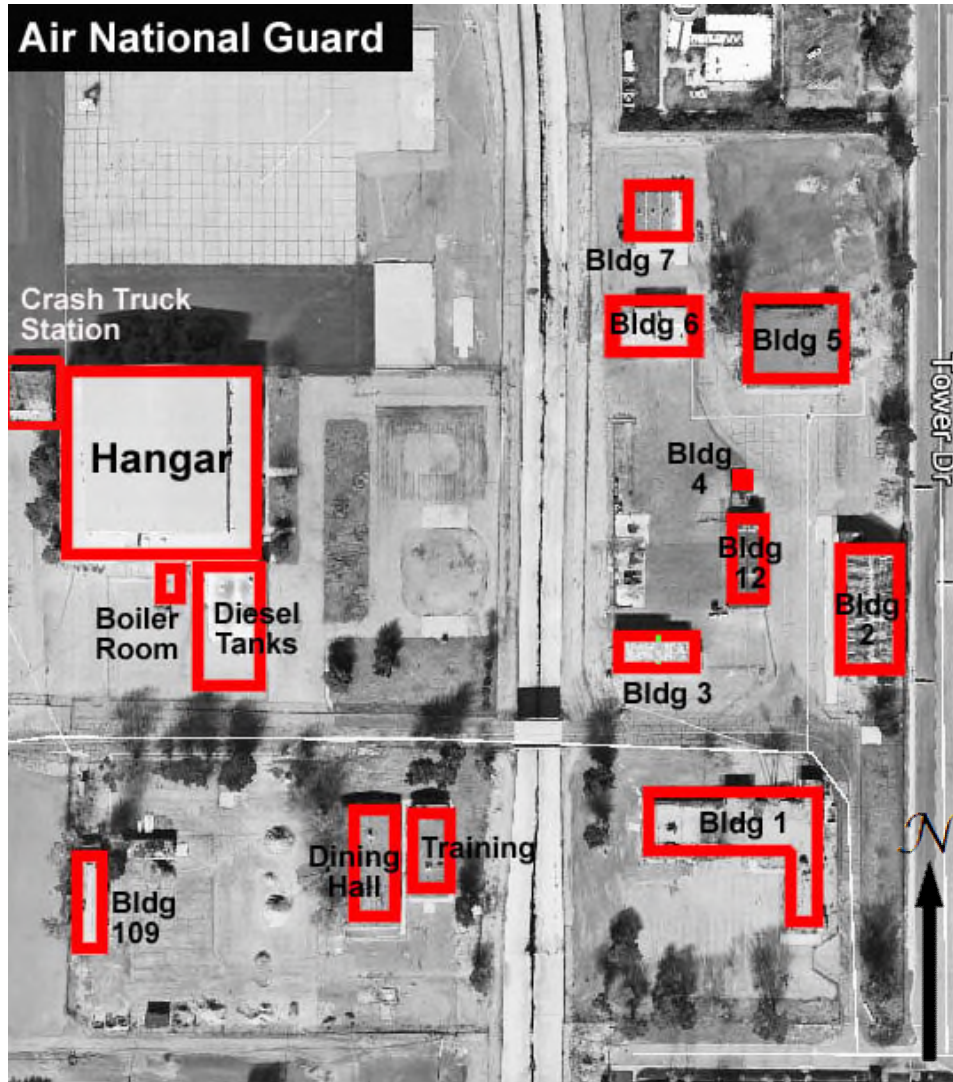 Air National Guard
Bldg 7
Crash Truck
Station
Bldg 6
Bldg 5
Tower Dr
Hangar
Bldg
4
Bldg
12
Boiler
Room
Diesel
Tanks
Bldg
2
Bldg 3
Bldg 1
N
Dining
Hall
Training
Bldg
109